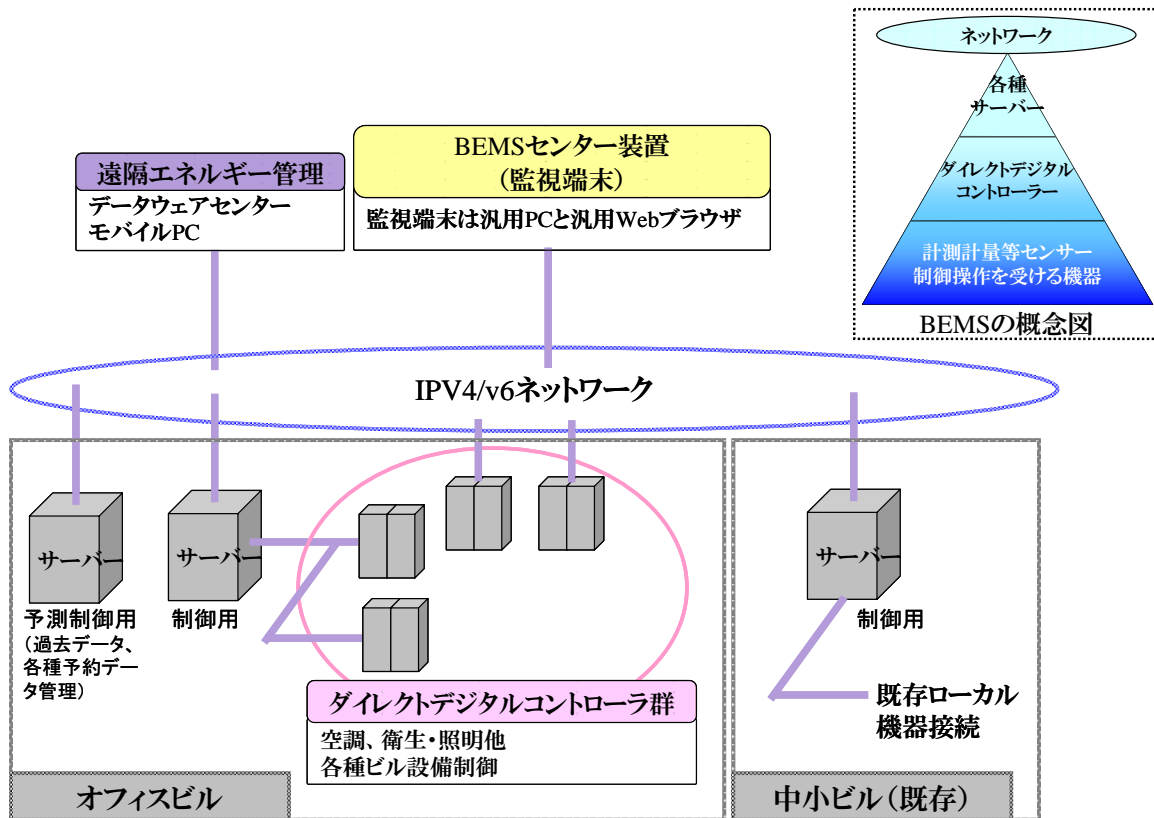 ネットワーク
各種
サーバー
ダイレクトデジタル
コントローラー
計測計量等センサー
制御操作を受ける機器
BEMSの概念図
遠隔エネルギー管理
データウェアセンター
モバイルPC
BEMSセンター装置
（監視端末）
監視端末は汎用PCと汎用Webブラウザ
IPV4/v6ネットワーク
サーバー
予測制御用
（過去データ、
各種予約デー
タ管理）
サーバー
制御用
ダイレクトデジタルコントローラ群
空調、衛生・照明他
各種ビル設備制御
オフィスビル
サーバー
制御用
既存ローカル
機器接続
中小ビル（既存）